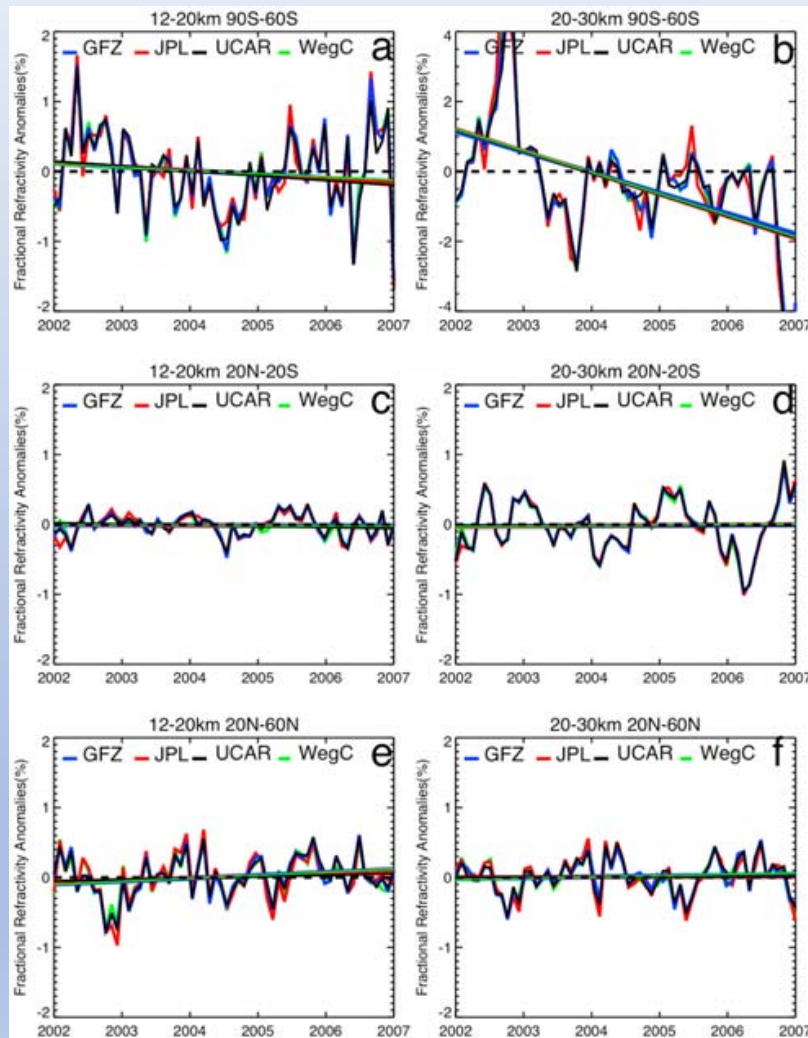 12-20km 90S-60S
20-30km 90S-60S
Fractional Refractivity Anomalies(%)
2
1
0
-1
-2
GFZ JPL UCAR WegC
a
2002 2003 2004 2005 2006 2007
Fractional Refractivity Anomalies(%)
4
2
0
-2
-4
GFZ JPL UCAR WegC
b
2002 2003 2004 2005 2006 2007
12-20km 20N-20S
20-30km 20N-20S
Fractional Refractivity Anomalies(%)
2
1
0
-1
-2
GFZ JPL UCAR WegC
c
2002 2003 2004 2005 2006 2007
Fractional Refractivity Anomalies(%)
2
1
0
-1
-2
GFZ JPL UCAR WegC
d
2002 2003 2004 2005 2006 2007
12-20km 20N-60N
20-30km 20N-60N
Fractional Refractivity Anomalies(%)
2
1
0
-1
-2
GFZ JPL UCAR WegC
e
2002 2003 2004 2005 2006 2007
Fractional Refractivity Anomalies(%)
2
1
0
-1
-2
GFZ JPL UCAR WegC
f
2002 2003 2004 2005 2006 2007